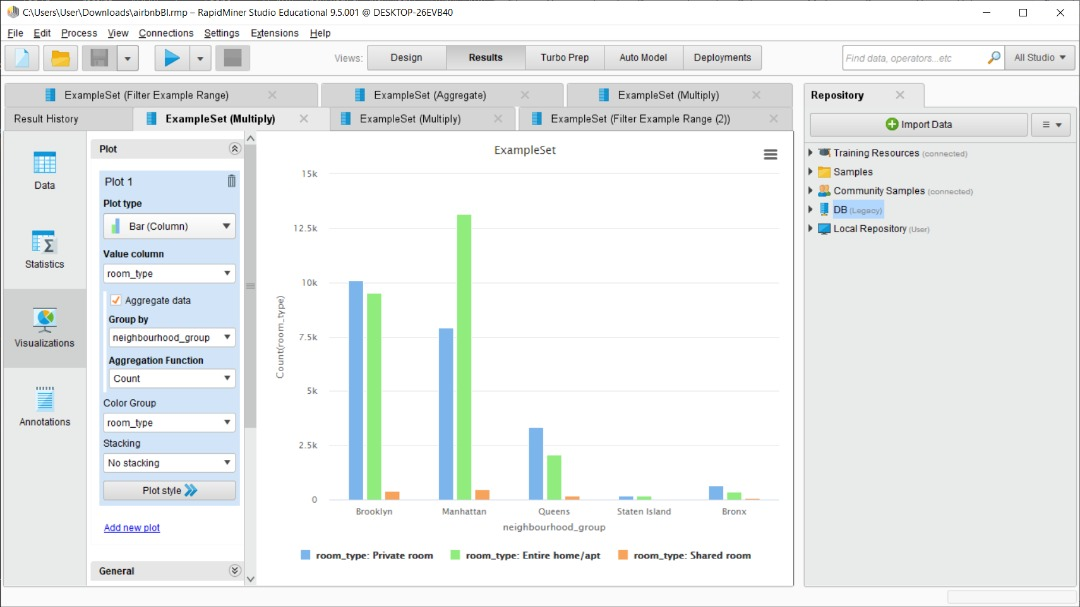 C:\Users\User\Downloads\airbnbBI.rmp – RapidMiner Studio Educational 9.5.001 @ DESKTOP-26EVB40
File Edit Process View Connections Settings Extensions Help
Views: Design Results Turbo Prep Auto Model Deployments Find data, operators...etc All Studio
ExampleSet (Filter Example Range) ExampleSet (Aggregate) ExampleSet (Multiply)
Result History ExampleSet (Multiply) ExampleSet (Multiply) ExampleSet (Filter Example Range (2))
Data
Statistics
Visualizations
Annotations
Plot
Plot 1
Plot type
Bar (Column)
Value column
room_type
Aggregate data
Group by
neighbourhood_group
Aggregation Function
Count
Color Group
room_type
Stacking
No stacking
Plot style
Add new plot
General
ExampleSet
Count(room_type)
15k
12.5k
10k
7.5k
5k
2.5k
0
Brooklyn Manhattan Queens Staten Island Bronx
neighbourhood_group
room_type: Private room room_type: Entire home/apt room_type: Shared room
Repository
Import Data
Training Resources (connected)
Samples
Community Samples (connected)
DB (Legacy)
Local Repository (User)